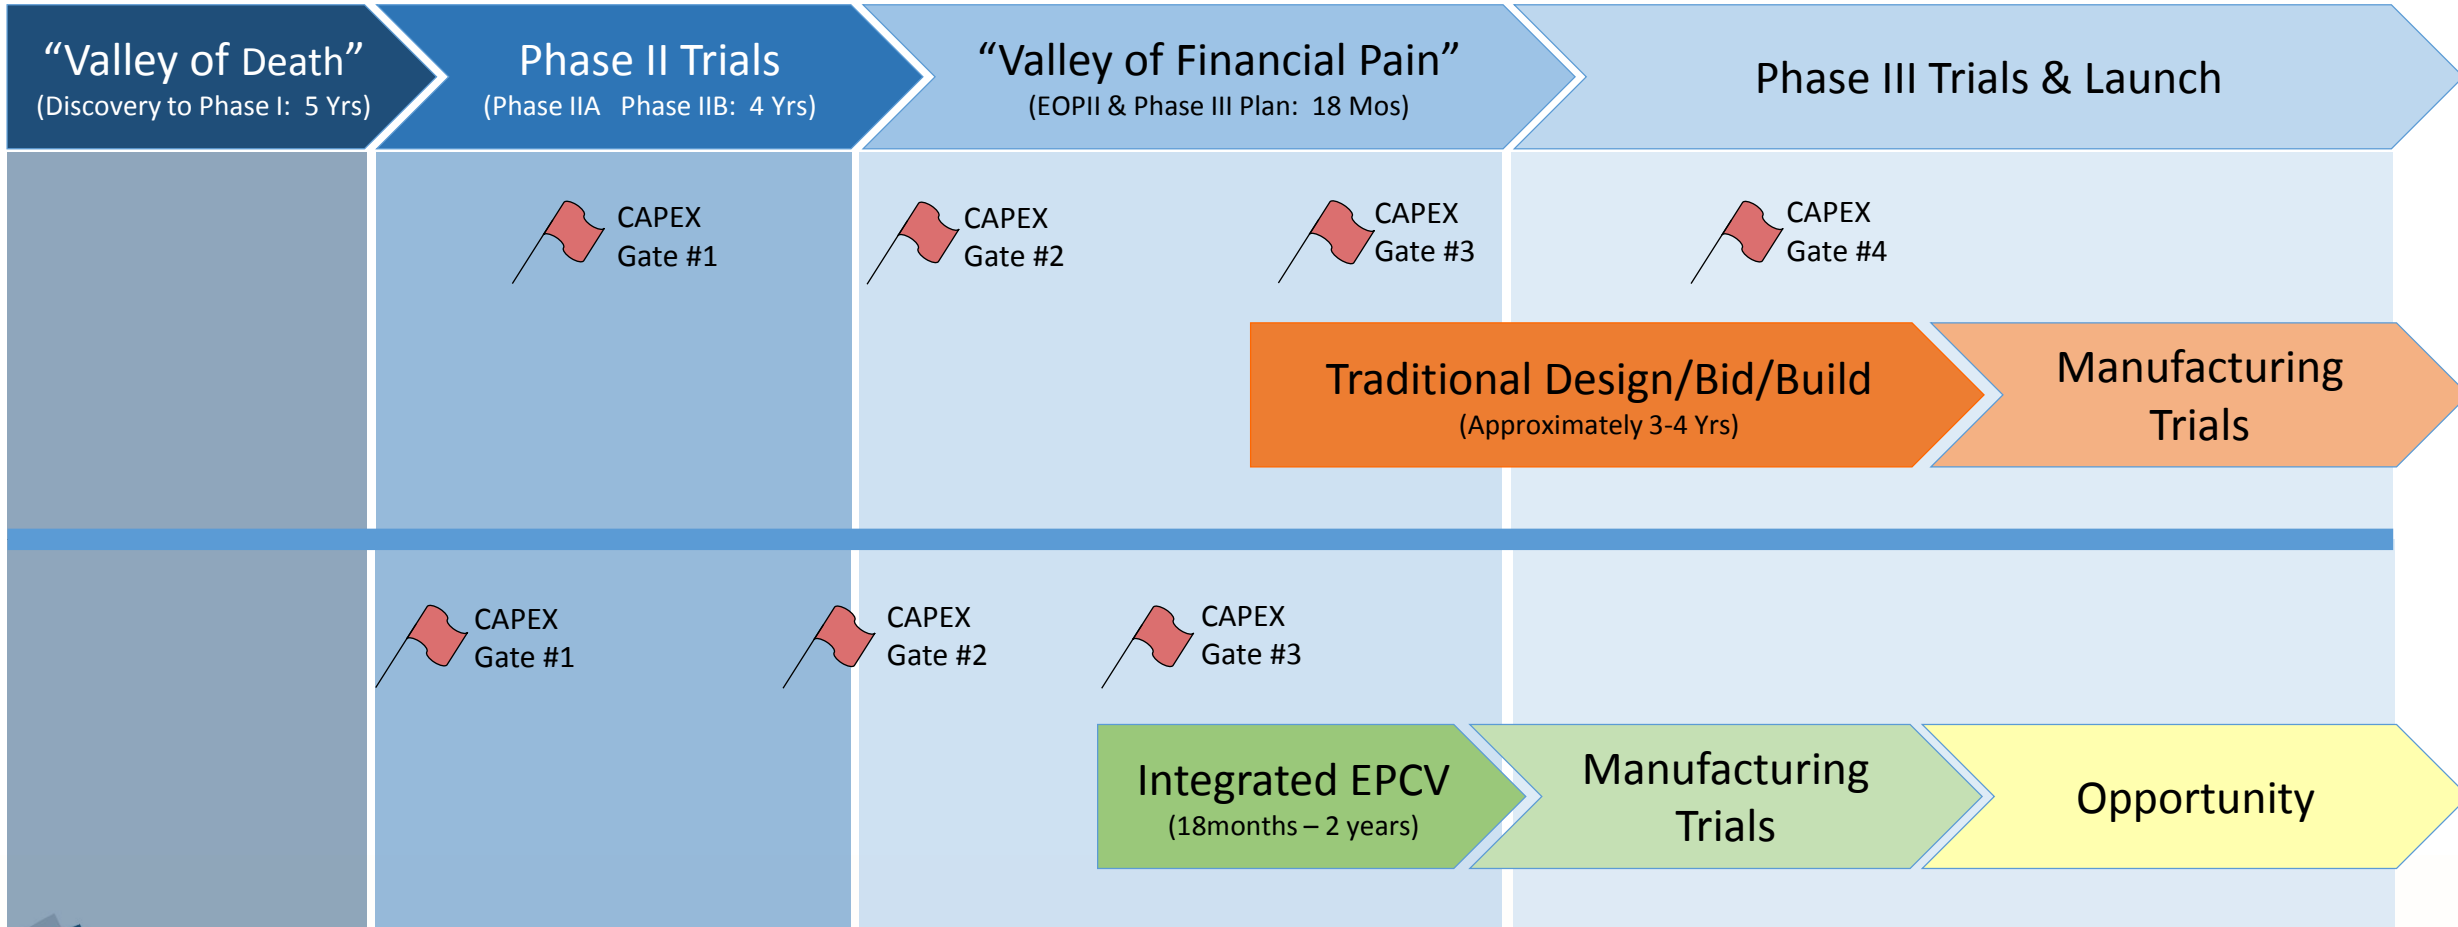 “Valley of Death”
(Discovery to Phase I:  5 Yrs)
Phase II Trials
(Phase IIA   Phase IIB:  4 Yrs)
“Valley of Financial Pain”
(EOPII & Phase III Plan:  18 Mos)
Phase III Trials & Launch
CAPEX
Gate #1
CAPEX
Gate #2
CAPEX
Gate #3
CAPEX
Gate #4
Traditional Design/Bid/Build
(Approximately 3-4 Yrs)
Manufacturing
Trials
CAPEX
Gate #1
CAPEX
Gate #2
CAPEX
Gate #3
Integrated EPCV
(18months – 2 years)
Manufacturing
Trials
Opportunity